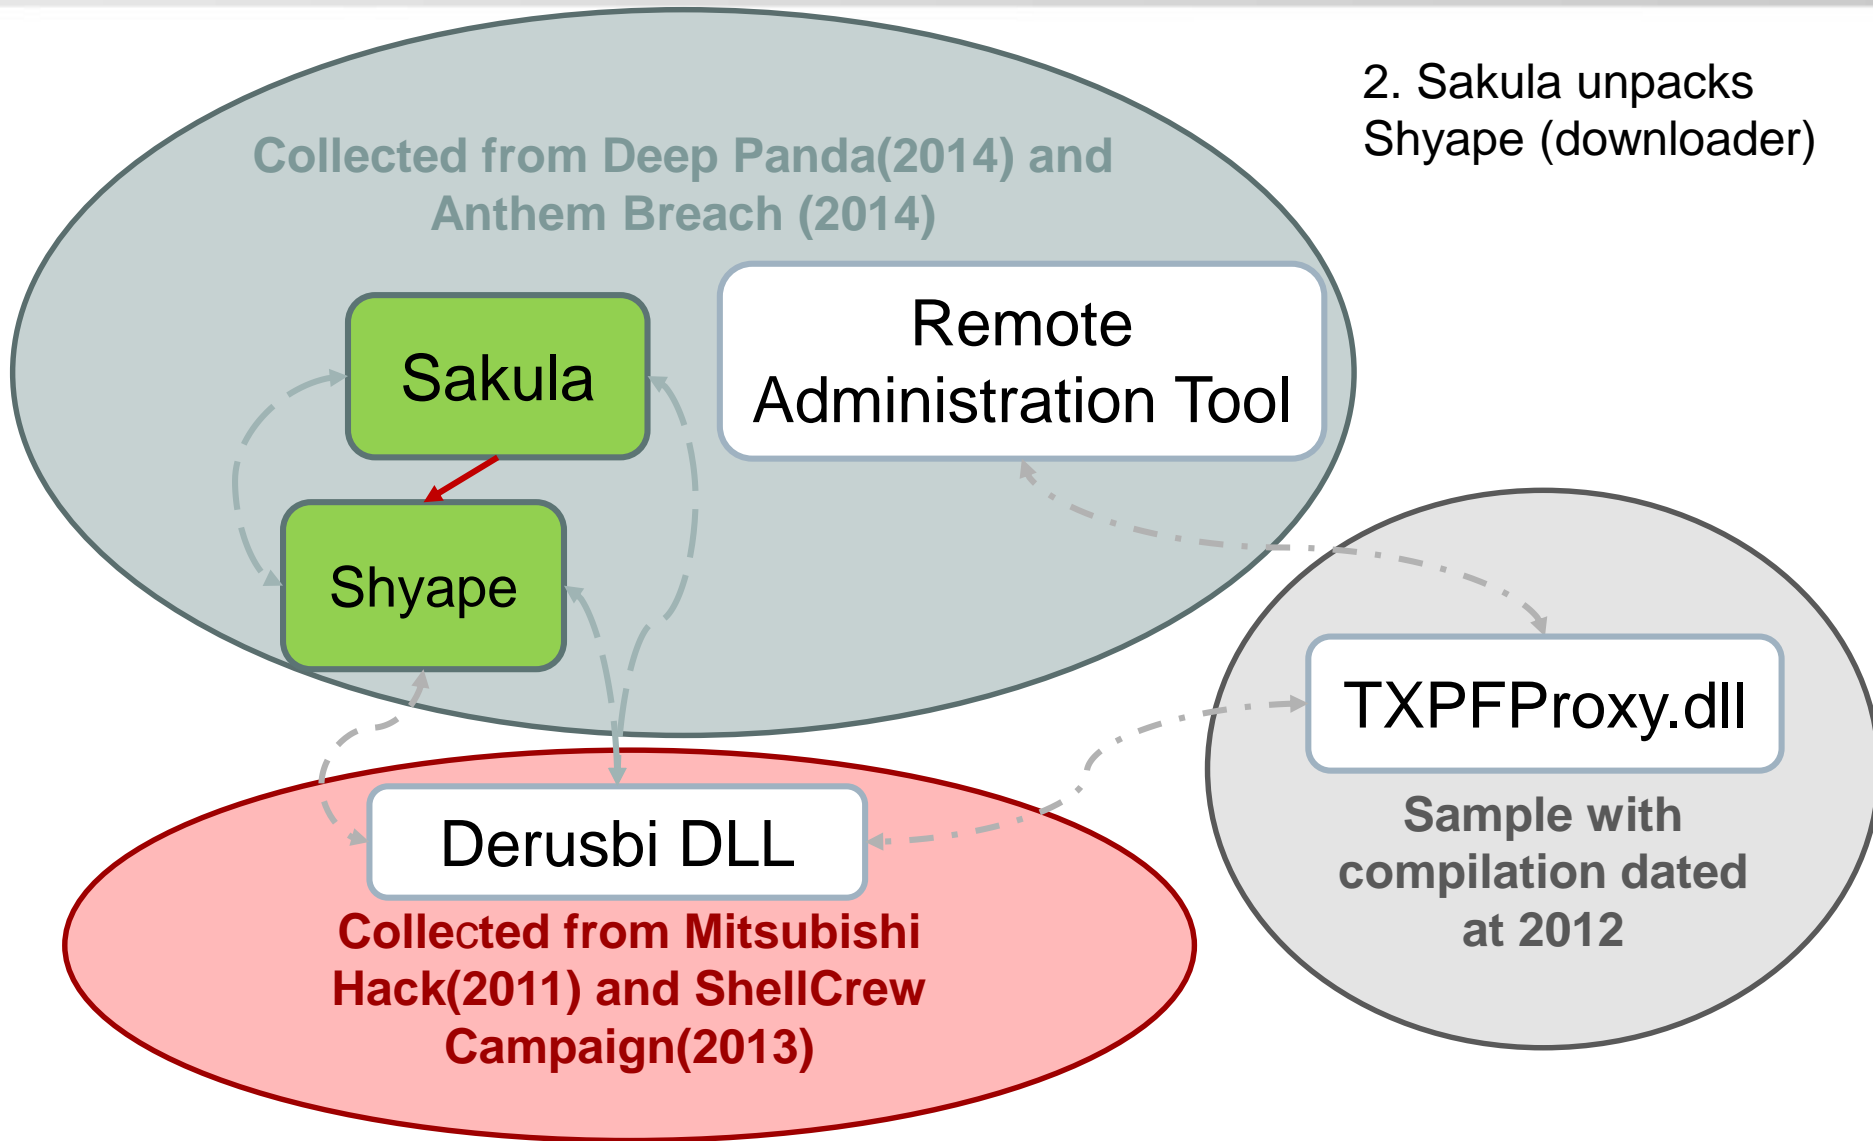 2. Sakula unpacks
Shyape (downloader)
Collected from Deep Panda(2014) and
Anthem Breach (2014)
Remote
Administration Tool
Sakula
Shyape
TXPFProxy.dll
Sample with
compilation dated
at 2012
Derusbi DLL
Collected from Mitsubishi
Hack(2011) and ShellCrew
Campaign(2013)